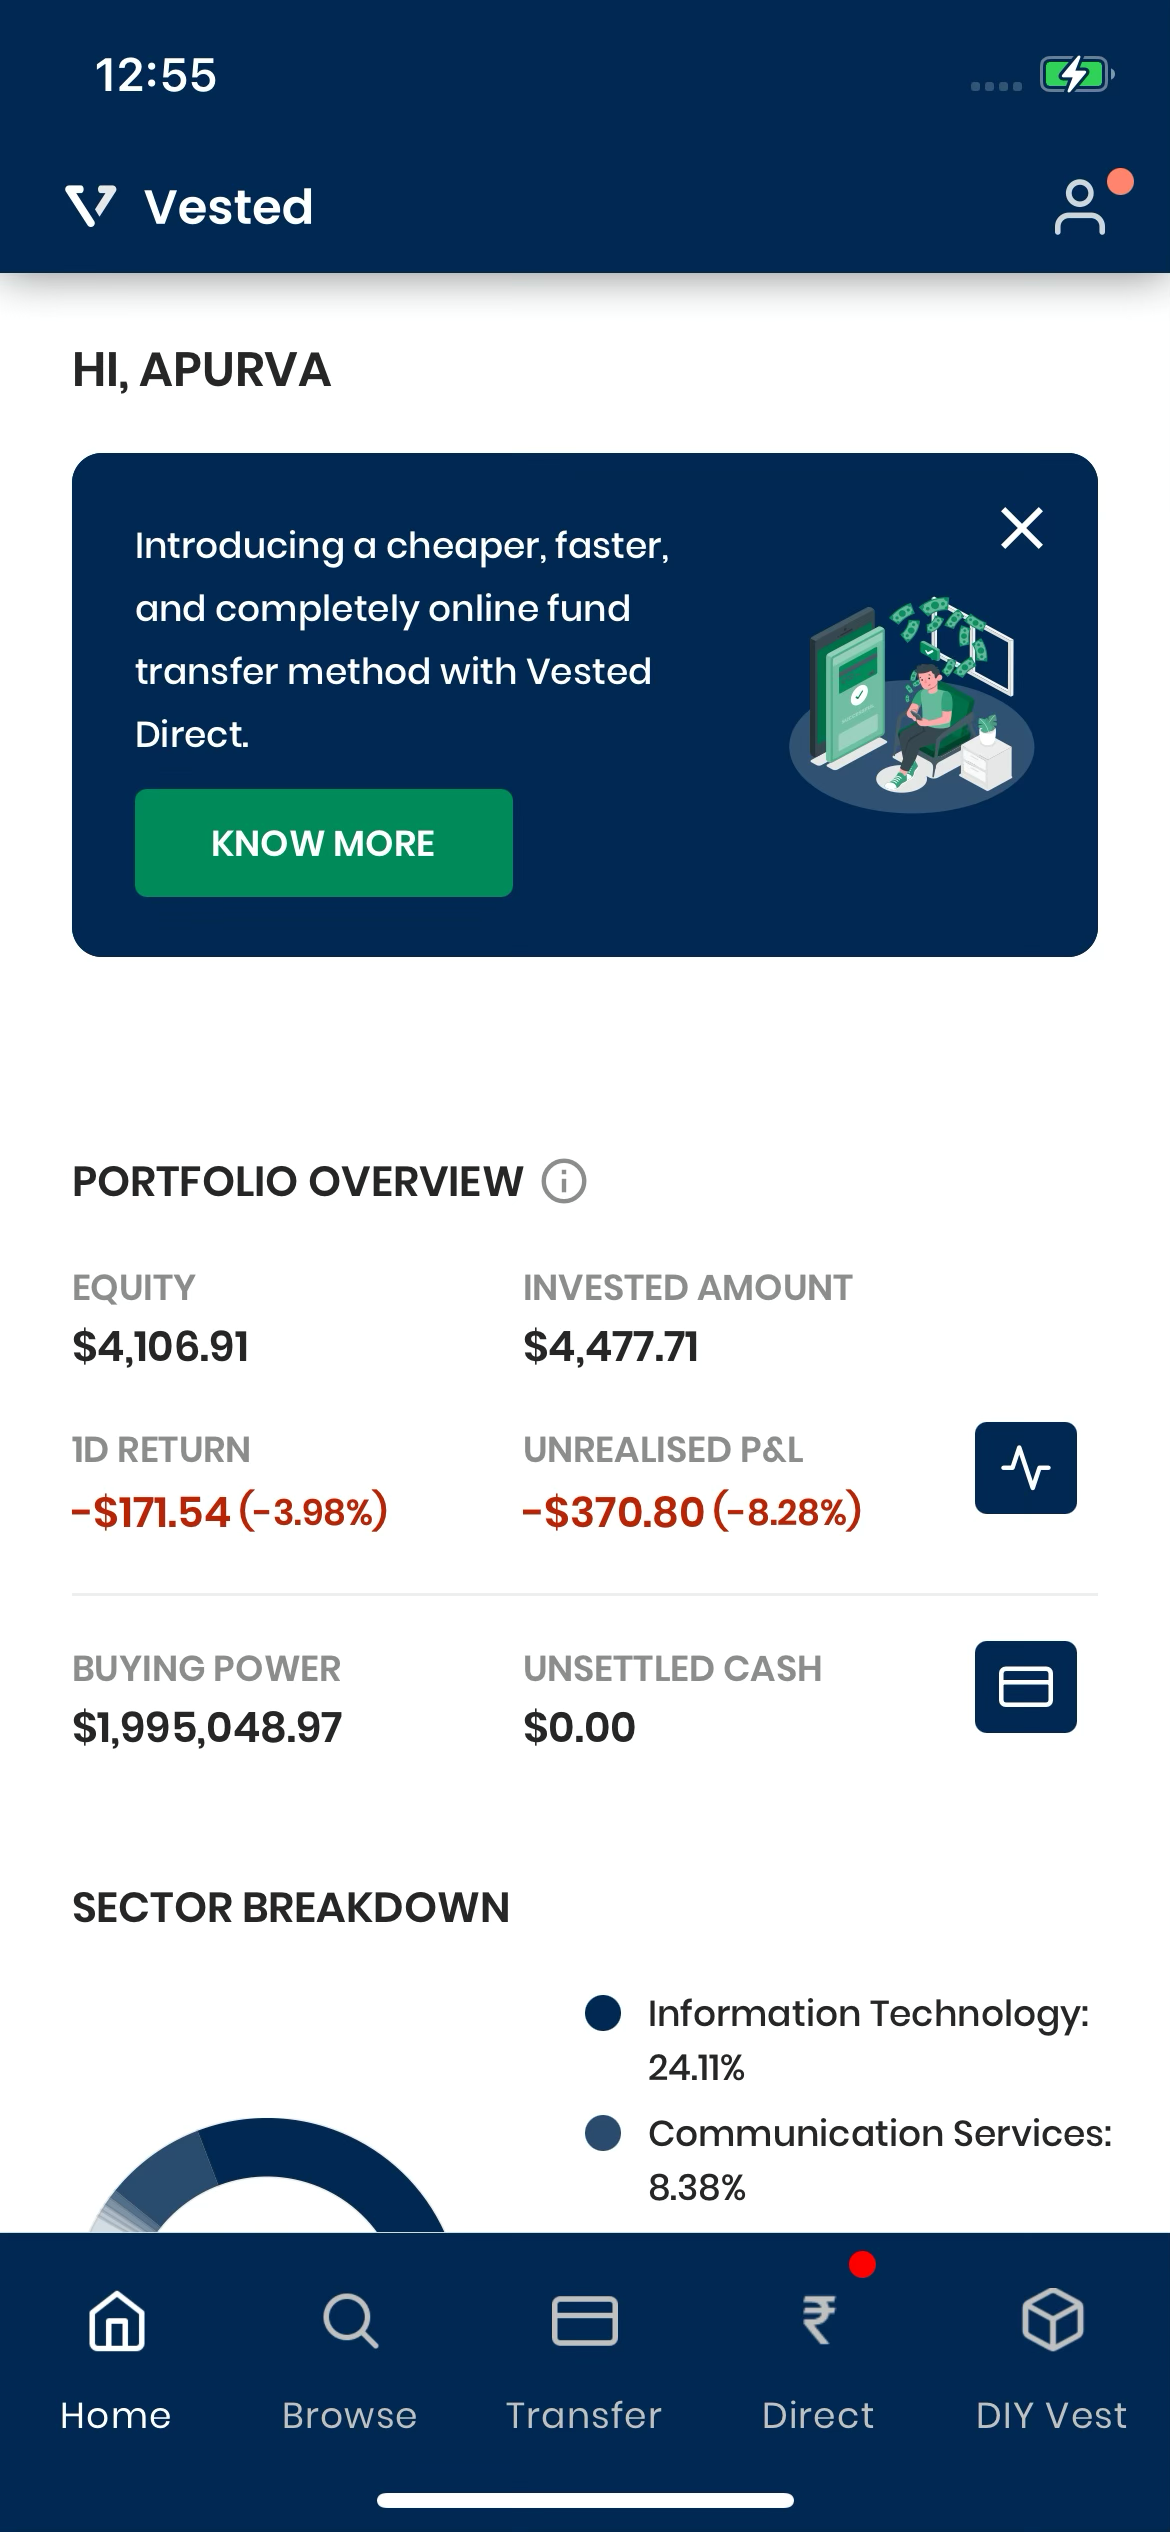 12:55
Vested
HI, APURVA
Introducing a cheaper, faster,
and completely online fund
transfer method with Vested
Direct.
KNOW MORE
PORTFOLIO OVERVIEW
EQUITY
$4,106.91
INVESTED AMOUNT
$4,477.71
1D RETURN
-$171.54 (-3.98%)
UNREALISED P&L
-$370.80 (-8.28%)
BUYING POWER
$1,995,048.97
UNSETTLED CASH
$0.00
SECTOR BREAKDOWN
Information Technology:
24.11%
Communication Services:
8.38%
₹
Home
Browse
Transfer
Direct
DIY Vest